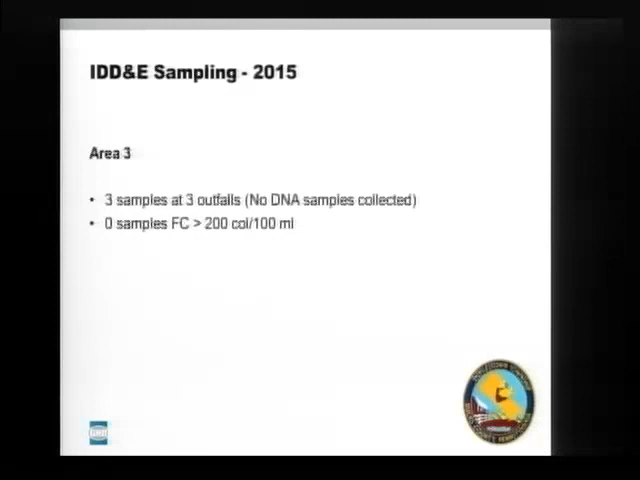 IDD&E Sampling - 2015
Area 3
• 3 samples at 3 outfalls (No DNA samples collected)
• 0 samples FC > 200 col/100 ml